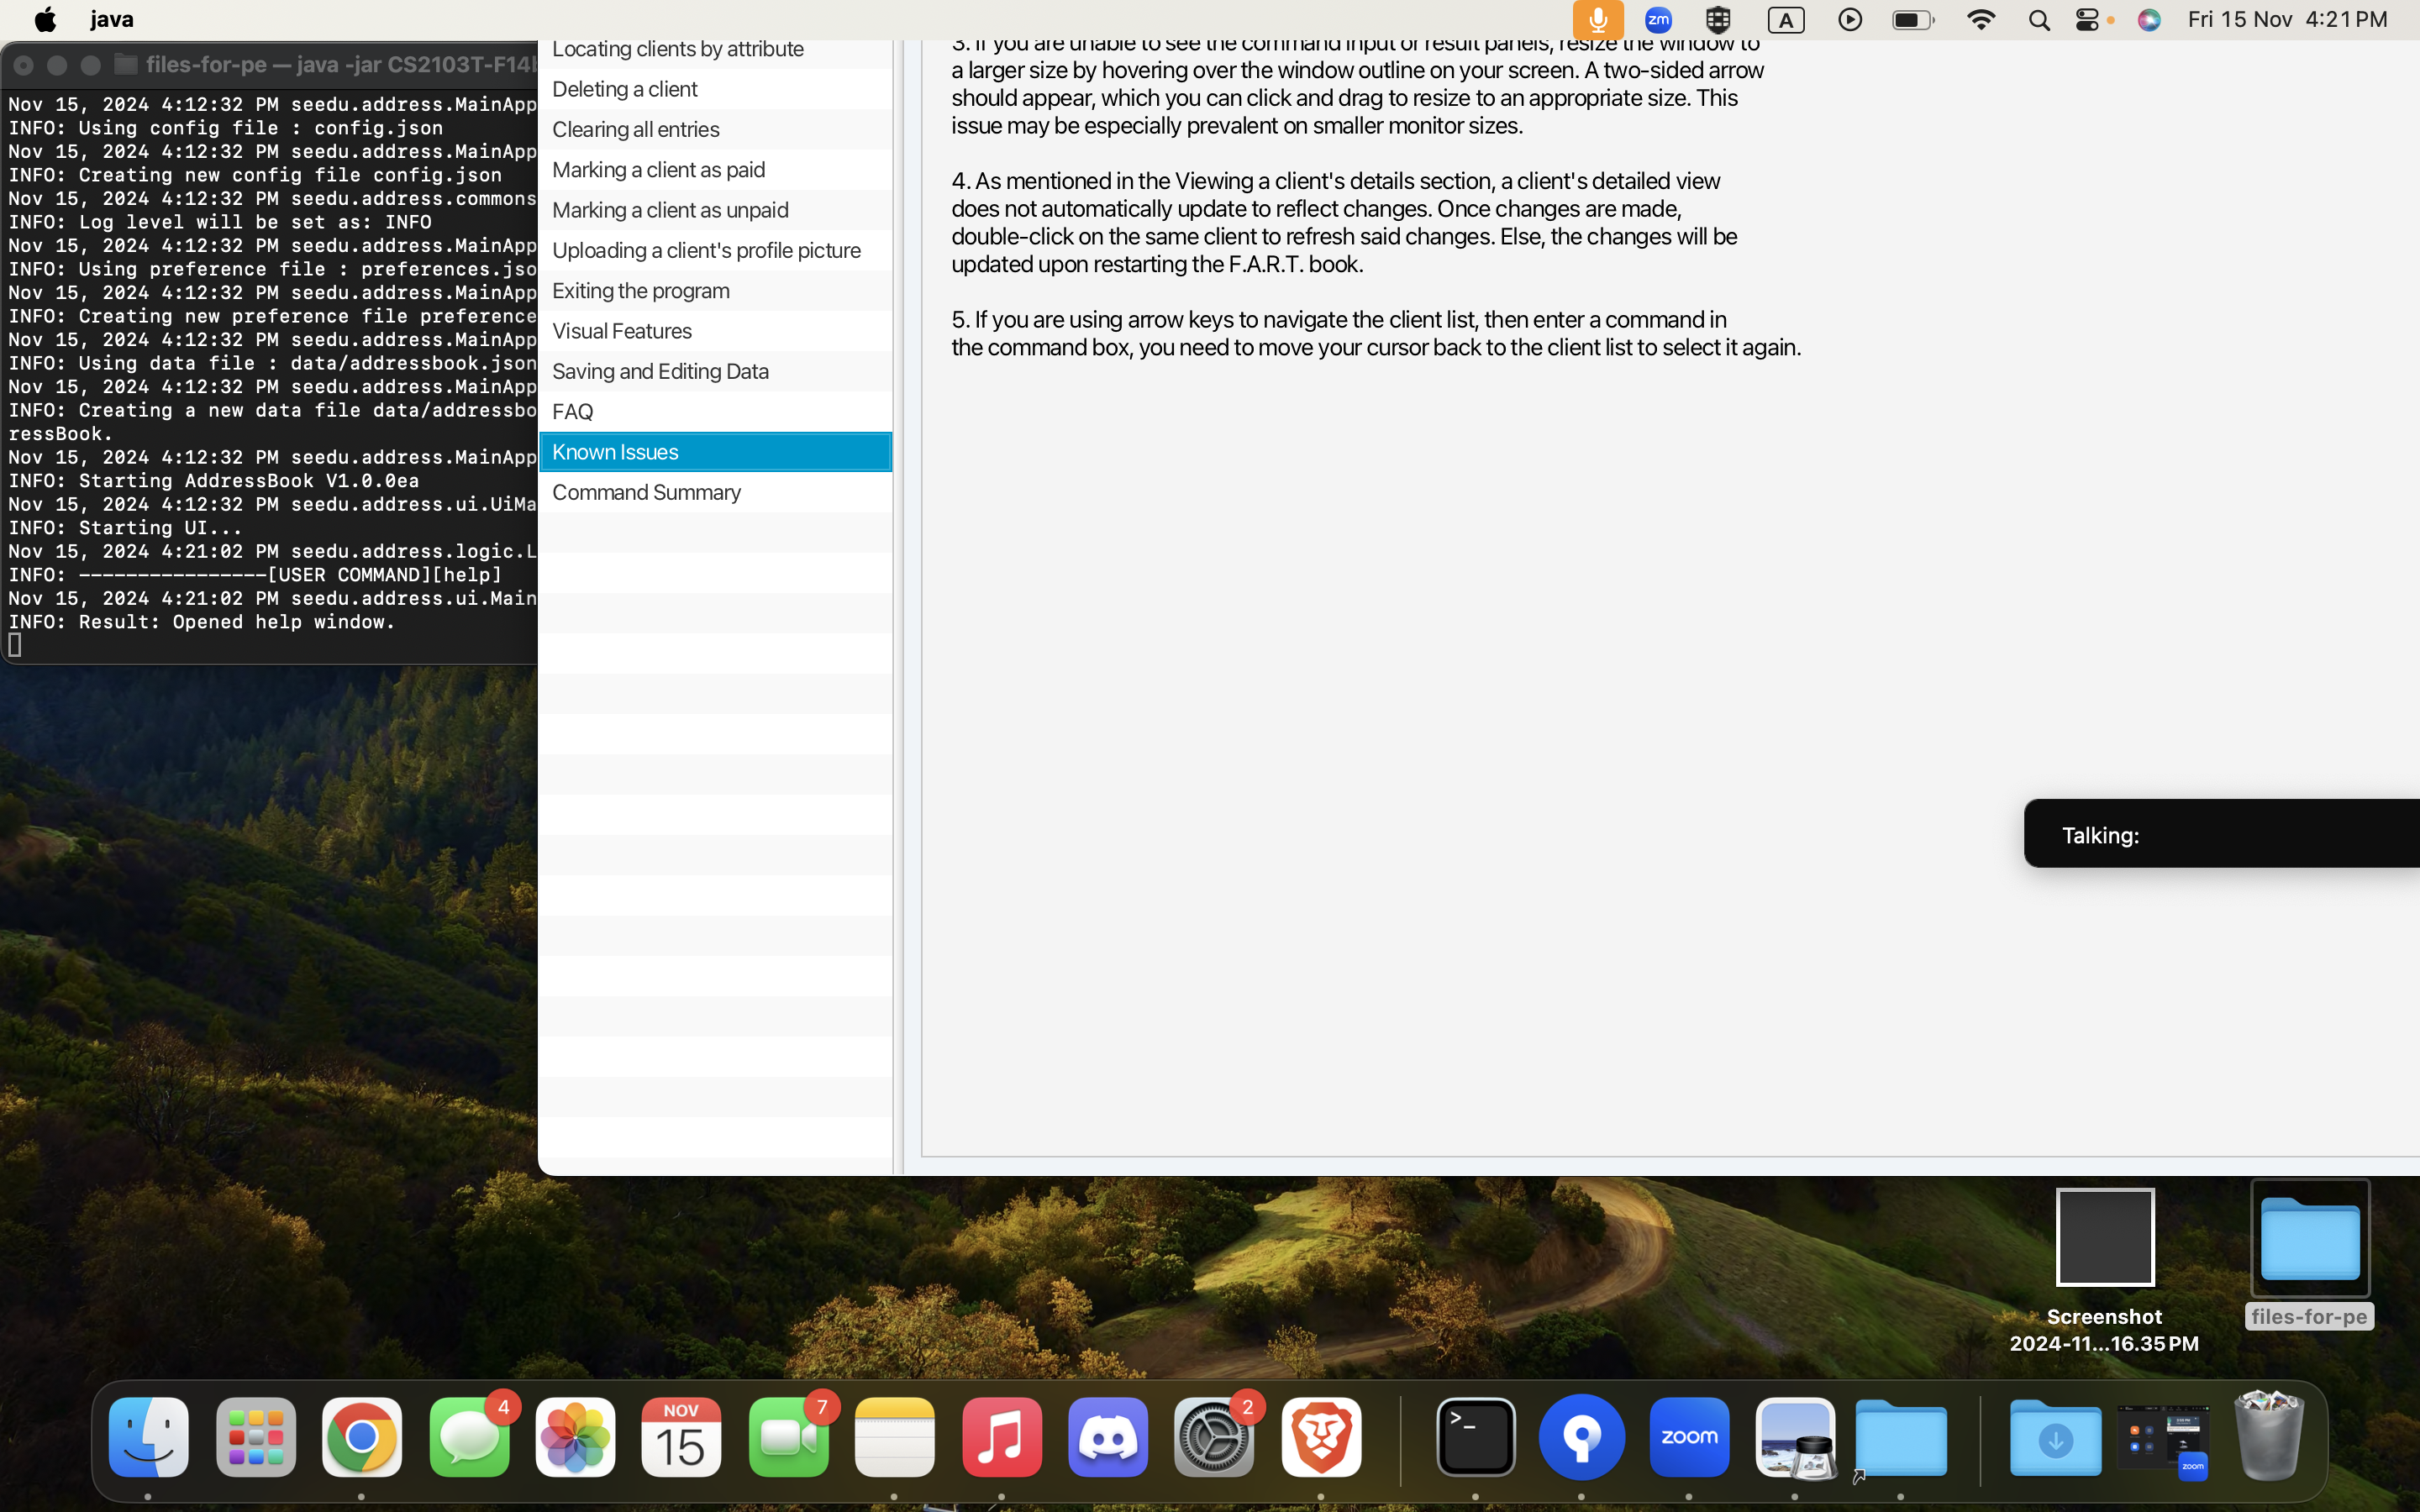 java
A
zm
Fri 15 Nov 4:21 PM
files-for-pe — java -jar CS2103T-F14
Nov 15, 2024 4:12:32 PM seedu.address.MainApp
INFO: Using config file : config.json
Nov 15, 2024 4:12:32 PM seedu.address.MainApp
INFO: Creating new config file config.json
Nov 15, 2024 4:12:32 PM seedu.address.commons
INFO: Log level will be set as: INFO
Nov 15, 2024 4:12:32 PM seedu.address.MainApp
INFO: Using preference file : preferences.jso
Nov 15, 2024 4:12:32 PM seedu.address.MainApp
INFO: Creating new preference file preference
Nov 15, 2024 4:12:32 PM seedu.address.MainApp
INFO: Using data file : data/addressbook.json
Nov 15, 2024 4:12:32 PM seedu.address.MainApp
INFO: Creating a new data file data/addressbo
ressBook.
Nov 15, 2024 4:12:32 PM seedu.address.MainApp
INFO: Starting AddressBook V1.0.0ea
Nov 15, 2024 4:12:32 PM seedu.address.ui.UiMa
INFO: Starting UI...
Nov 15, 2024 4:21:02 PM seedu.address.logic.L
INFO: ----------------[USER COMMAND][help]
Nov 15, 2024 4:21:02 PM seedu.address.ui.Main
INFO: Result: Opened help window.
Locating clients by attribute
Deleting a client
Clearing all entries
Marking a client as paid
Marking a client as unpaid
Uploading a client's profile picture
Exiting the program
Visual Features
Saving and Editing Data
FAQ
Known Issues
Command Summary
3. If you are unable to see the command input or result panels, resize the window to
a larger size by hovering over the window outline on your screen. A two-sided arrow
should appear, which you can click and drag to resize to an appropriate size. This
issue may be especially prevalent on smaller monitor sizes.
4. As mentioned in the Viewing a client's details section, a client's detailed view
does not automatically update to reflect changes. Once changes are made,
double-click on the same client to refresh said changes. Else, the changes will be
updated upon restarting the F.A.R.T. book.
5. If you are using arrow keys to navigate the client list, then enter a command in
the command box, you need to move your cursor back to the client list to select it again.
Talking:
Screenshot
2024-11...16.35 PM
files-for-pe
4
NOV
15
7
2
>_
zoom
zoom